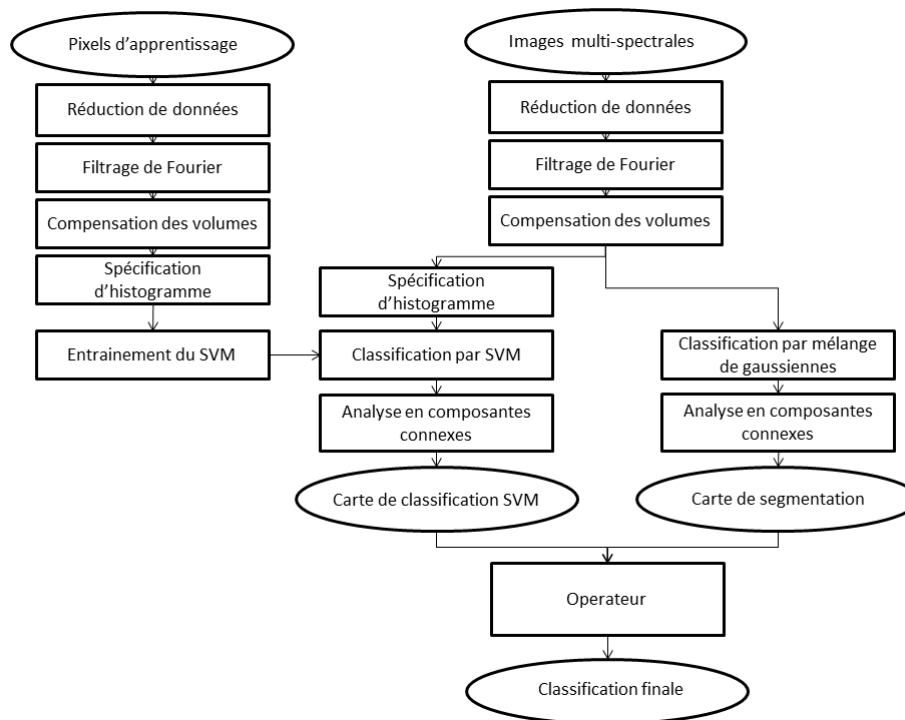 Pixels d'apprentissage
Réduction de données
Filtrage de Fourier
Compensation des volumes
Spécification
d'histogramme
Entrainement du SVM
Images multi-spectrales
Réduction de données
Filtrage de Fourier
Compensation des volumes
Spécification
d'histogramme
Classification par SVM
Analyse en composantes
connexes
Carte de classification SVM
Classification par mélange
de gaussiennes
Analyse en composantes
connexes
Carte de segmentation
Operateur
Classification finale